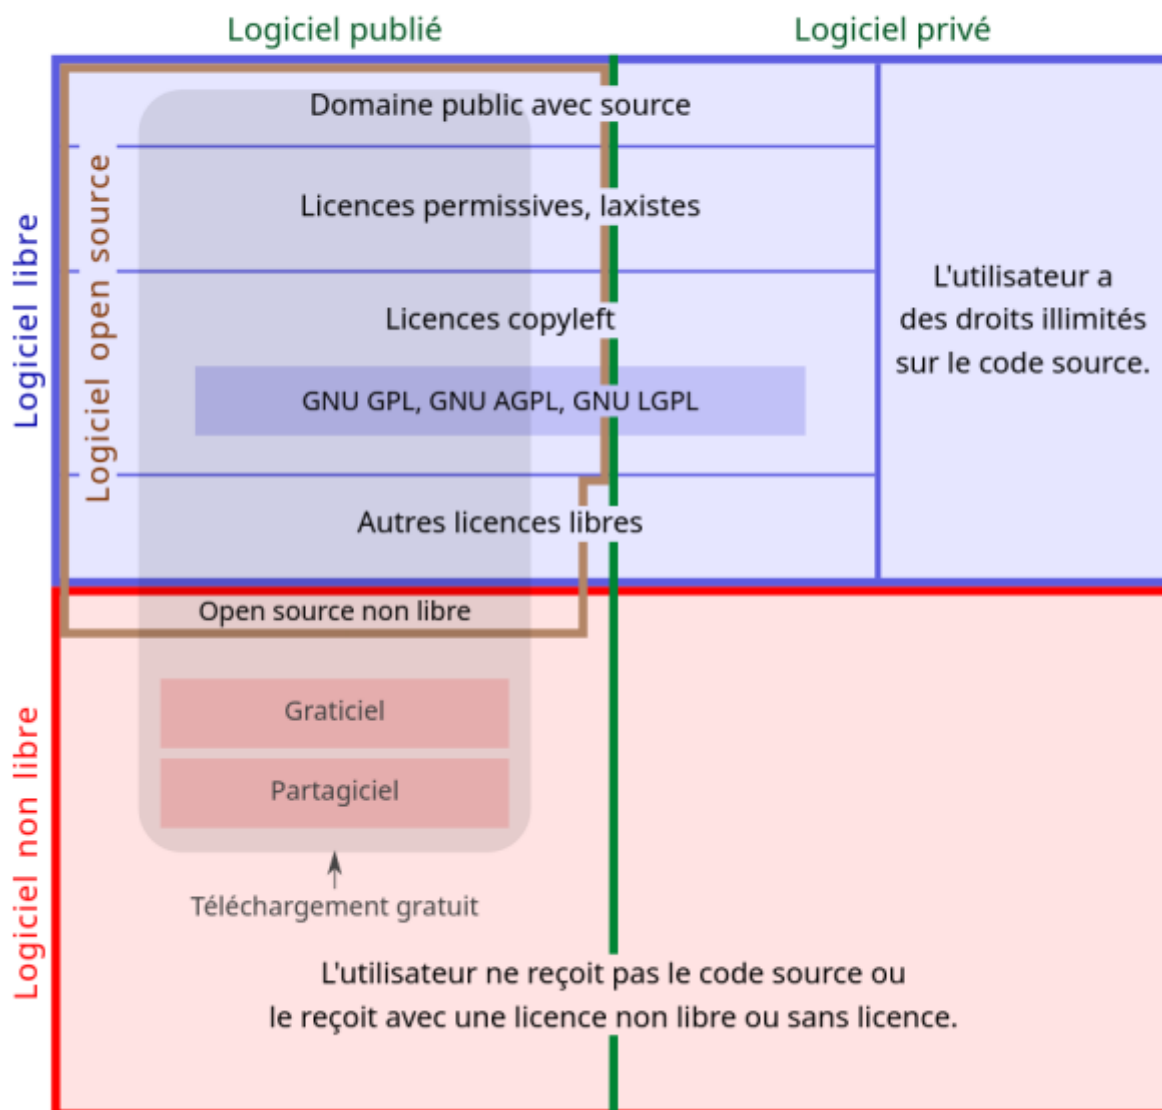 Logiciel publié
Logiciel privé
Domaine public avec source
Licences permissives, laxistes
Licences copyleft
GNU GPL, GNU AGPL, GNU LGPL
Autres licences libres
L'utilisateur a
des droits illimités
sur le code source.
Logiciel libre
Logiciel open source
Open source non libre
Graticiel
Partagiciel
Téléchargement gratuit
Logiciel non libre
L'utilisateur ne reçoit pas le code source ou
le reçoit avec une licence non libre ou sans licence.